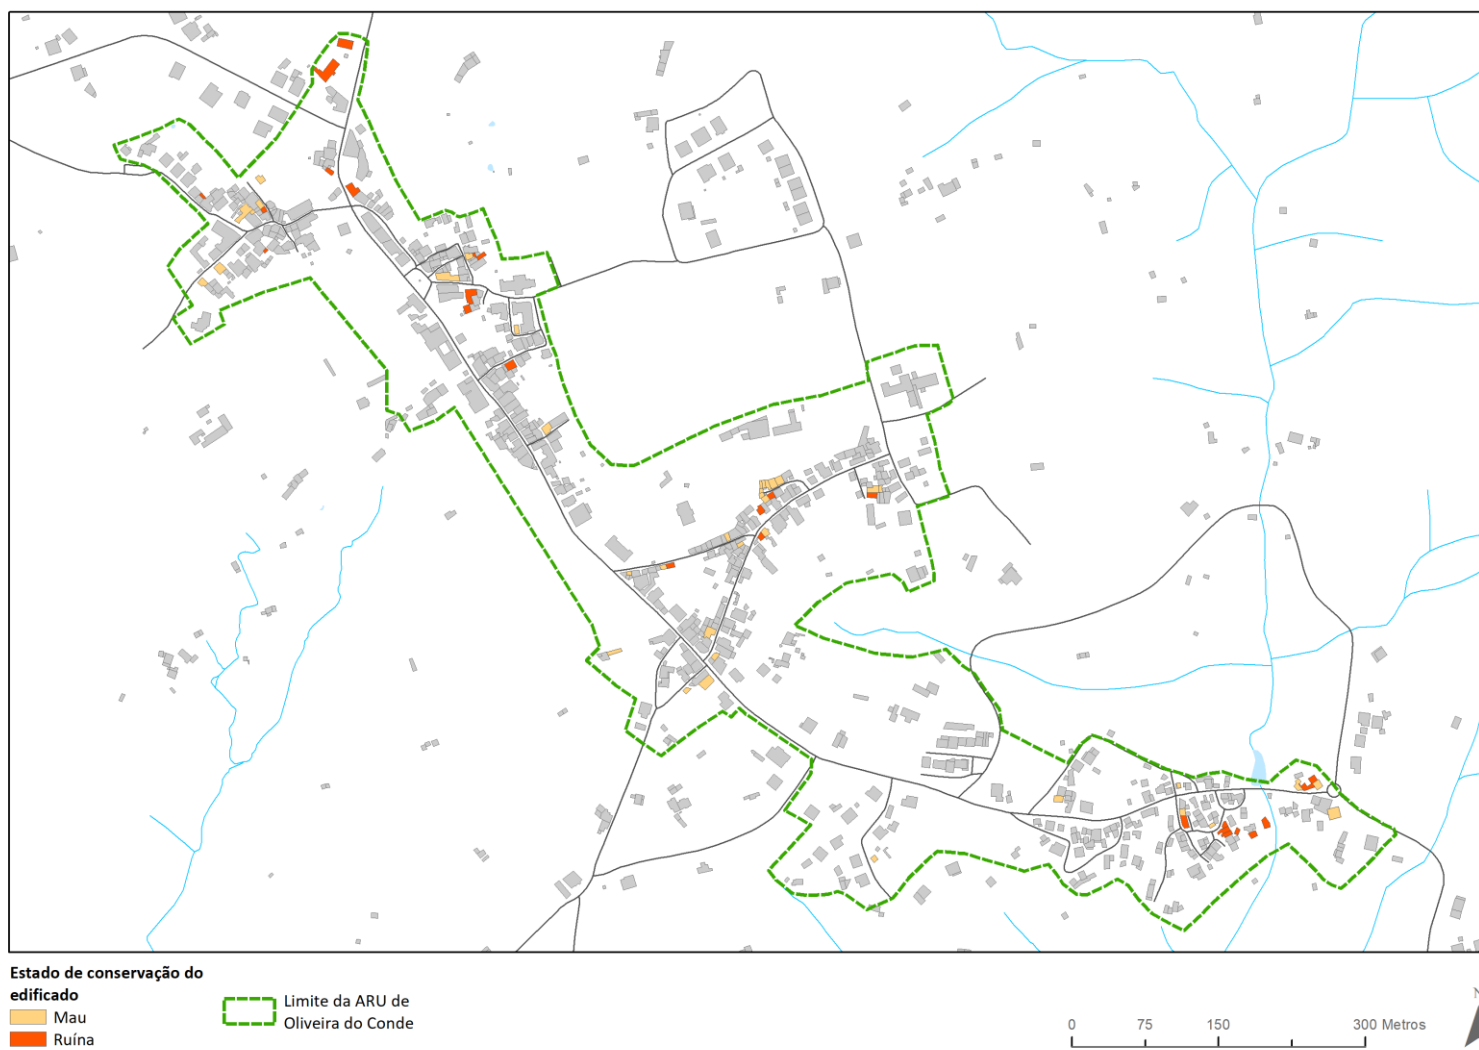 Estado de conservação do
edificado
Mau
Ruína
Limite da ARU de
Oliveira do Conde
0 75 150 300 Metros
N